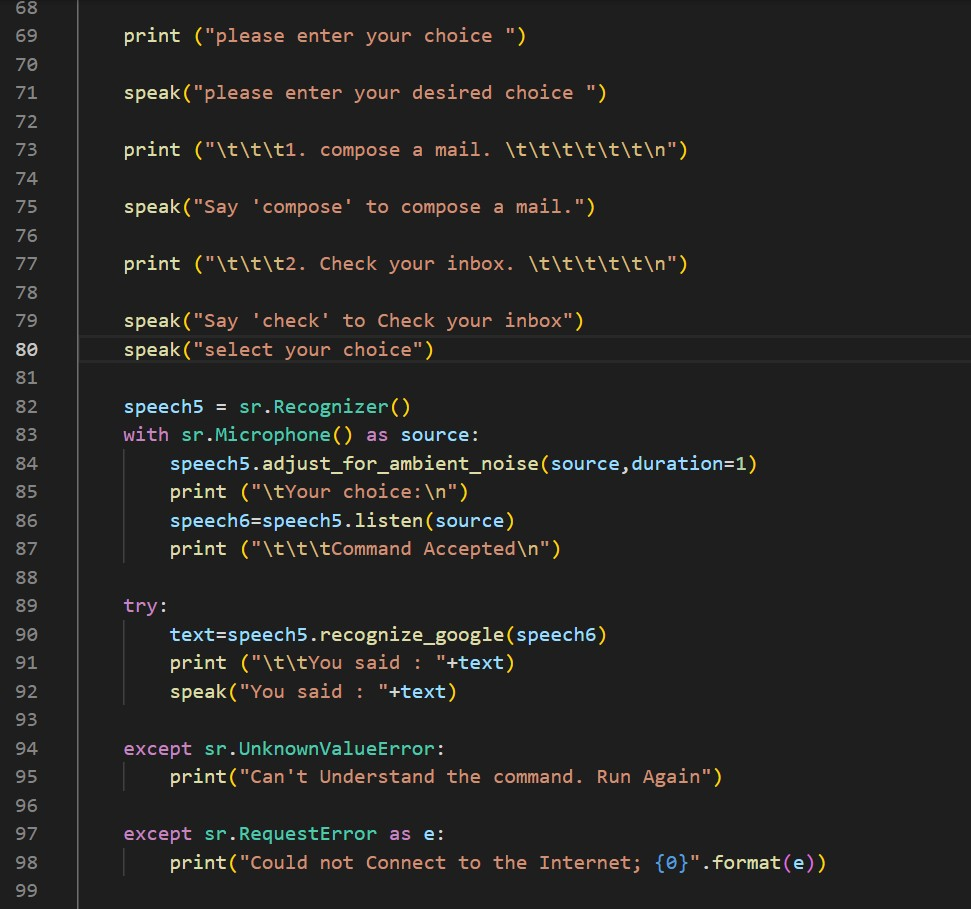 68
69 print ("please enter your choice ")
70
71 speak("please enter your desired choice ")
72
73 print ("\t\t\t1. compose a mail. \t\t\t\t\t\t\n")
74
75 speak("Say 'compose' to compose a mail.")
76
77 print ("\t\t\t2. Check your inbox. \t\t\t\t\t\n")
78
79 speak("Say 'check' to Check your inbox")
80 speak("select your choice")
81
82 speech5 = sr.Recognizer()
83 with sr.Microphone() as source:
84 speech5.adjust_for_ambient_noise(source,duration=1)
85 print ("\tYour choice:\n")
86 speech6=speech5.listen(source)
87 print ("\t\t\tCommand Accepted\n")
88
89 try:
90 text=speech5.recognize_google(speech6)
91 print ("\t\tYou said : "+text)
92 speak("You said : "+text)
93
94 except sr.UnknownValueError:
95 print("Can't Understand the command. Run Again")
96
97 except sr.RequestError as e:
98 print("Could not Connect to the Internet; {0}".format(e))
99